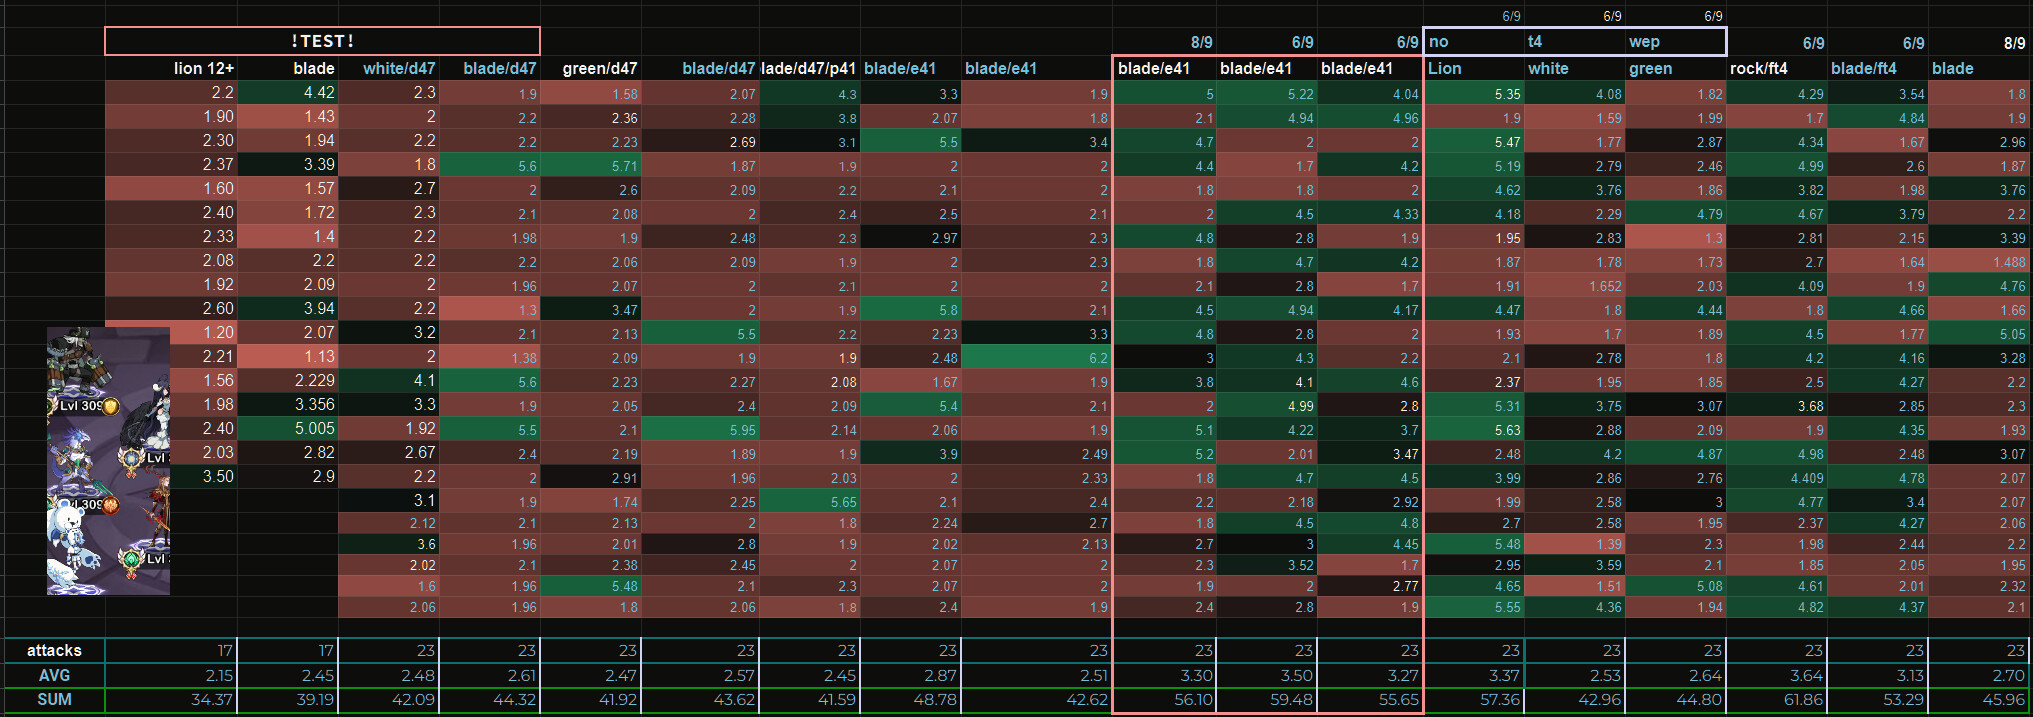 6/9 6/9 6/9
!TEST! 8/9 6/9 6/9 no t4 wep 6/9 6/9 8/9
lion 12+ blade white/d47 blade/d47 green/d47 blade/d47 lade/d47/p41 blade/e41 blade/e41 blade/e41 blade/e41 blade/e41 Lion white green rock/ft4 blade/ft4 blade
2.2 4.42 2.3 1.9 1.58 2.07 4.3 3.3 1.9 5 5.22 4.04 5.35 4.08 1.82 4.29 3.54 1.8
1.90 1.43 2 2.2 2.36 2.28 3.8 2.07 1.8 2.1 4.94 4.96 1.9 1.59 1.99 1.7 4.84 1.9
2.30 1.94 2.2 2.2 2.23 2.69 3.1 5.5 3.4 4.7 2 2 5.47 1.77 2.87 4.34 1.67 2.96
2.37 3.39 1.8 5.6 5.71 1.87 1.9 2 2 4.4 1.7 4.2 5.19 2.79 2.46 4.99 2.6 1.87
1.60 1.57 2.7 2 2.6 2.09 2.2 2.1 2 1.8 1.8 2 4.62 3.76 1.86 3.82 1.98 3.76
2.40 1.72 2.3 2.1 2.08 2 2.4 2.5 2.1 2 4.5 4.33 4.18 2.29 4.79 4.67 3.79 2.2
2.33 1.4 2.2 1.98 1.9 2.48 2.3 2.97 2.3 4.8 2.8 1.9 1.95 2.83 1.3 2.81 2.15 3.39
2.08 2.2 2.2 2.2 2.06 2.09 1.9 2 2.3 1.8 4.7 4.2 1.87 1.78 1.73 2.7 1.64 1.488
1.92 2.09 2 1.96 2.07 2 2.1 2 2 2.1 2.8 1.7 1.91 1.652 2.03 4.09 1.9 4.76
2.60 3.94 2.2 1.3 3.47 2 1.9 5.8 2.1 4.5 4.94 4.17 4.47 1.8 4.44 1.8 4.66 1.66
1.20 2.07 3.2 2.1 2.13 5.5 2.2 2.23 3.3 4.8 2.8 2 1.93 1.7 1.89 4.5 1.77 5.05
2.21 1.13 2 1.38 2.09 1.9 1.9 2.48 6.2 3 4.3 2.2 2.1 2.78 1.8 4.2 4.16 3.28
1.56 2.229 4.1 5.6 2.23 2.27 2.08 1.67 1.9 3.8 4.1 4.6 2.37 1.95 1.85 2.5 4.27 2.2
Lvl 309 1.98 3.356 3.3 1.9 2.05 2.4 2.09 5.4 2.1 2 4.99 2.8 5.31 3.75 3.07 3.68 2.85 2.3
2.40 5.005 1.92 5.5 2.1 5.95 2.14 2.06 1.9 5.1 4.22 3.7 5.63 2.88 2.09 1.9 4.35 1.93
Lvl 2.03 2.82 2.67 2.4 2.19 1.89 1.9 3.9 2.49 5.2 2.01 3.47 2.48 4.2 4.87 4.98 2.48 3.07
3.50 2.9 2.2 2 2.91 1.96 2.03 2 2.33 1.8 4.7 4.5 3.99 2.86 2.76 4.409 4.78 2.07
Lvl 309 3.1 1.9 1.74 2.25 5.65 2.1 2.4 2.2 2.18 2.92 1.99 2.58 3 4.77 3.4 2.07
2.12 2.1 2.13 2 1.8 2.24 2.7 1.8 4.5 4.8 2.7 2.58 1.95 2.37 4.27 2.06
3.6 1.96 2.01 2.8 1.9 2.02 2.13 2.7 3 4.45 5.48 1.39 2.3 1.98 2.44 2.2
Lvl 2.02 2.1 2.38 2.45 2 2.07 2 2.3 3.52 1.7 2.95 3.59 2.1 1.85 2.05 1.95
1.6 1.96 5.48 2.1 2.3 2.07 2 1.9 2 2.77 4.65 1.51 5.08 4.61 2.01 2.32
2.06 1.96 1.8 2.06 1.8 2.4 1.9 2.4 2.8 1.9 5.55 4.36 1.94 4.82 4.37 2.1
attacks 17 17 23 23 23 23 23 23 23 23 23 23 23 23 23 23 23 23
AVG 2.15 2.45 2.48 2.61 2.47 2.57 2.45 2.87 2.51 3.30 3.50 3.27 3.37 2.53 2.64 3.64 3.13 2.70
SUM 34.37 39.19 42.09 44.32 41.92 43.62 41.59 48.78 42.62 56.10 59.48 55.65 57.36 42.96 44.80 61.86 53.29 45.96